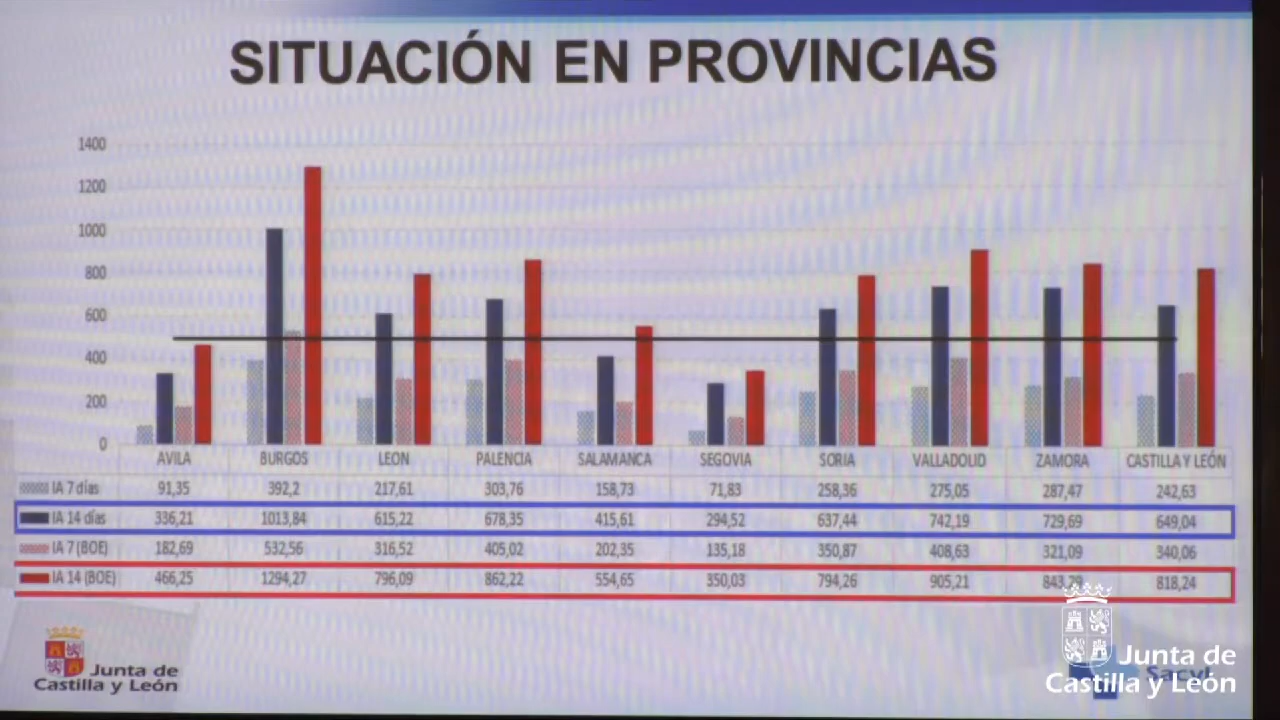 SITUACIÓN EN PROVINCIAS
1400
1200
1000
800
600
400
200
0
AVILA BURGOS LEON PALENCIA SALAMANCA SEGOVIA SORIA VALLADOLID ZAMORA CASTILLA Y LEÓN
IA 7 días 91,35 392,2 217,61 303,76 158,73 71,83 258,36 275,05 287,47 242,63
IA 14 días 336,21 1013,84 615,22 678,35 415,61 294,52 637,44 742,19 729,69 649,04
IA 7 (BOE) 182,69 532,56 316,52 405,02 202,35 135,18 350,87 408,63 321,09 340,06
IA 14 (BOE) 466,25 1294,27 796,09 862,22 554,65 350,03 794,26 905,21 818,24
Junta de
Castilla y León
Junta de
Castilla y León